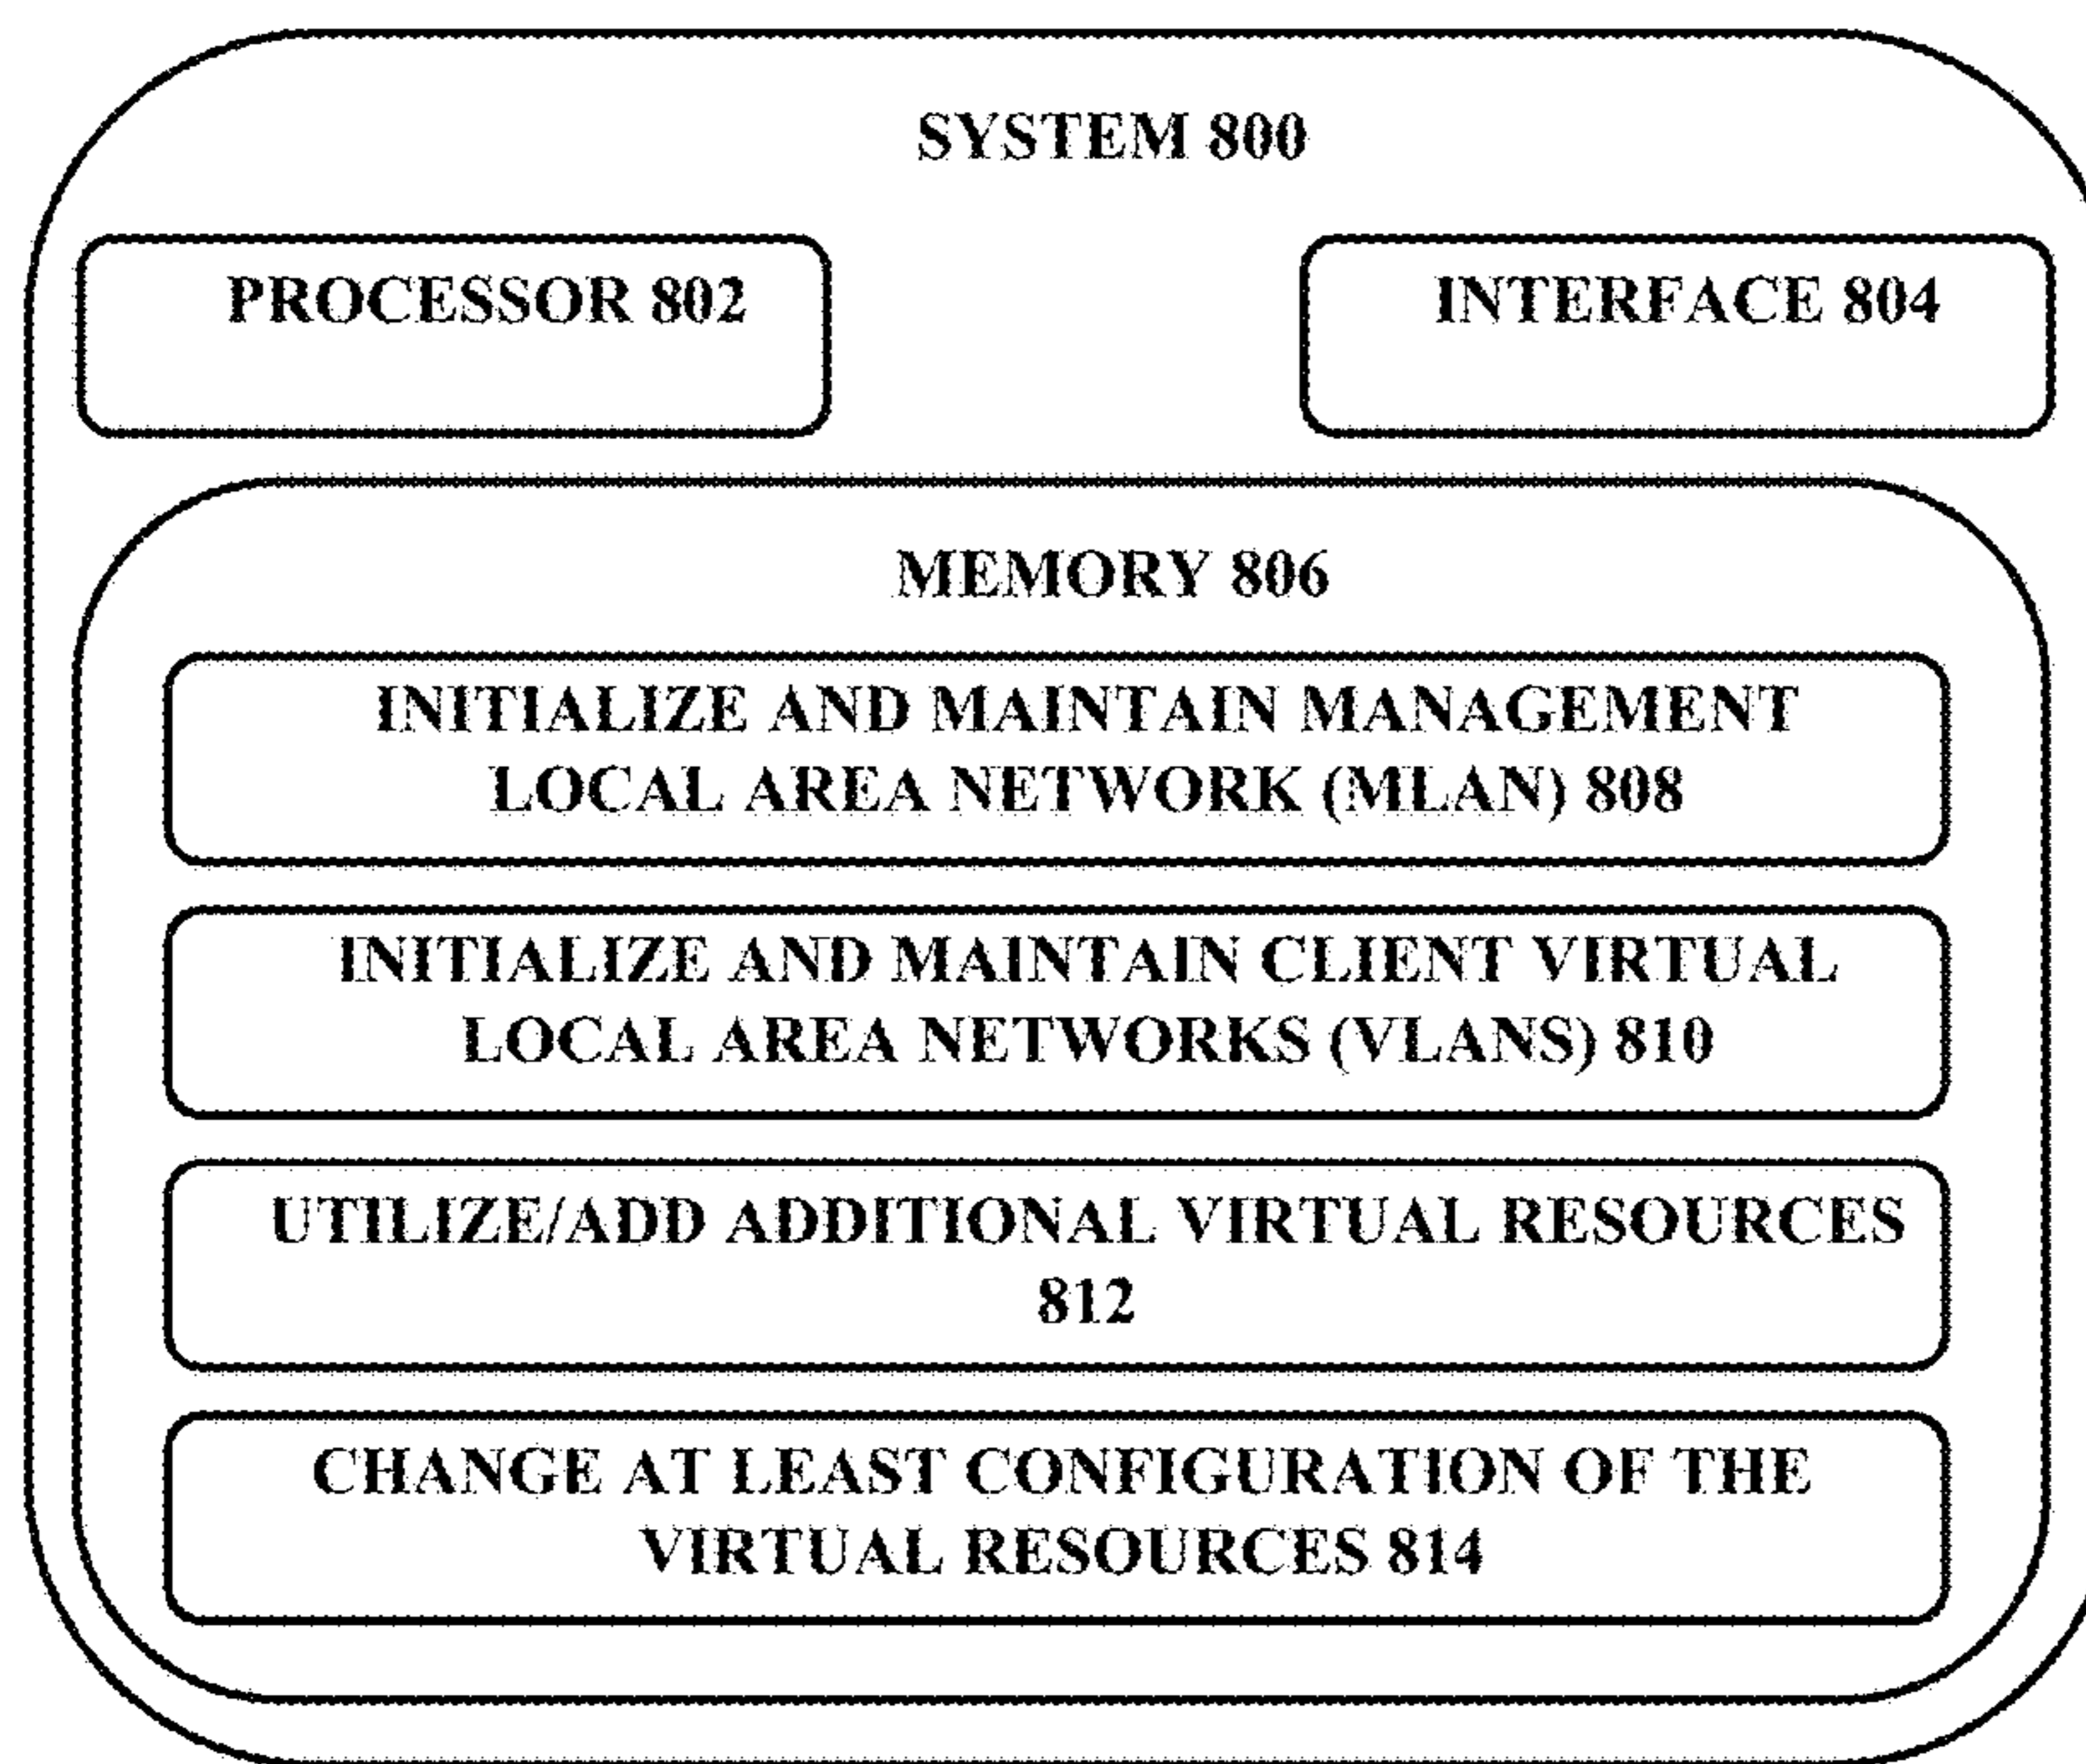 SYSTEM 800
PROCESSOR 802
INTERFACE 804
MEMORY 806
INITIALIZE AND MAINTAIN MANAGEMENT
LOCAL AREA NETWORK (MLAN) 808
INITIALIZE AND MAINTAIN CLIENT VIRTUAL
LOCAL AREA NETWORKS (VLANS) 810
UTILIZE/ADD ADDITIONAL VIRTUAL RESOURCES
812
CHANGE AT LEAST CONFIGURATION OF THE
VIRTUAL RESOURCES 814